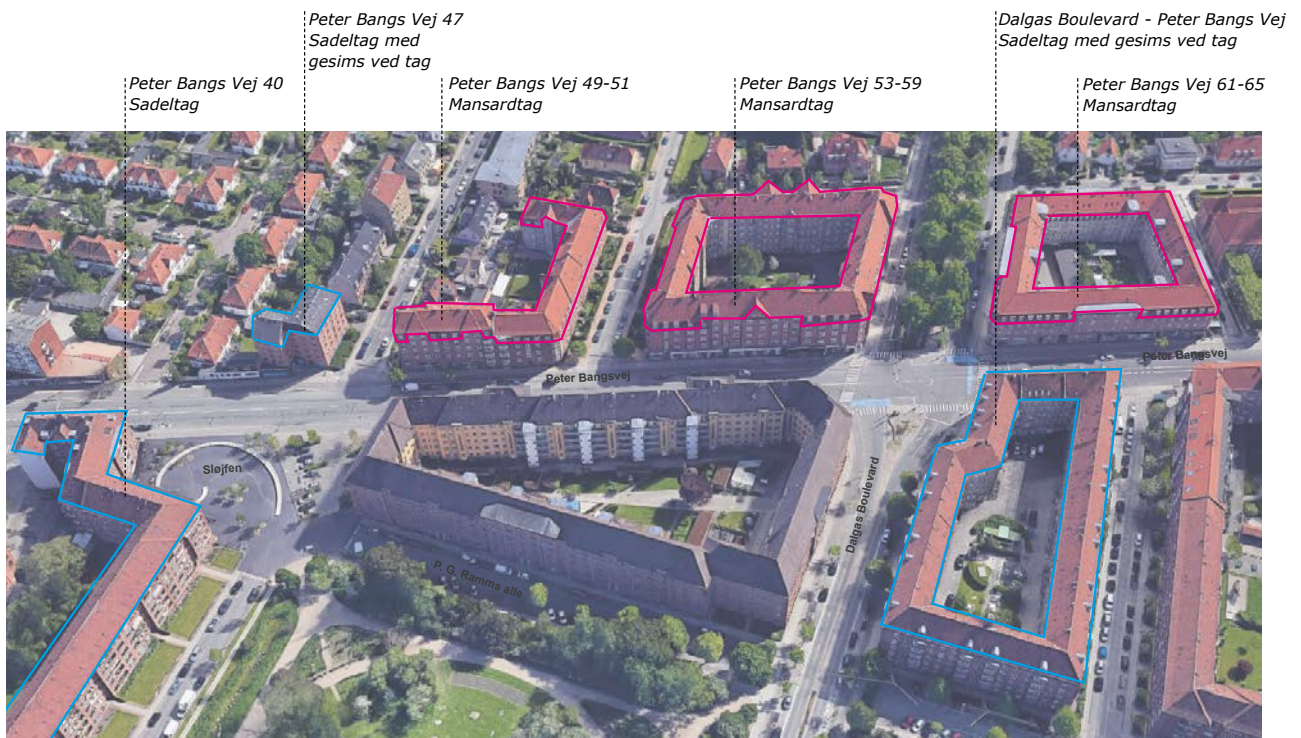 Peter Bangs Vej 47
Sadeltag med
gesims ved tag
Dalgas Boulevard - Peter Bangs Vej
Sadeltag med gesims ved tag
Peter Bangs Vej 40
Sadeltag
Peter Bangs Vej 49-51
Mansardtag
Peter Bangs Vej 53-59
Mansardtag
Peter Bangs Vej 61-65
Mansardtag
Peter Bangsvej
Peter Bangsvej
Sløjfen
Dalgas Boulevard
P. G. Ramms alle